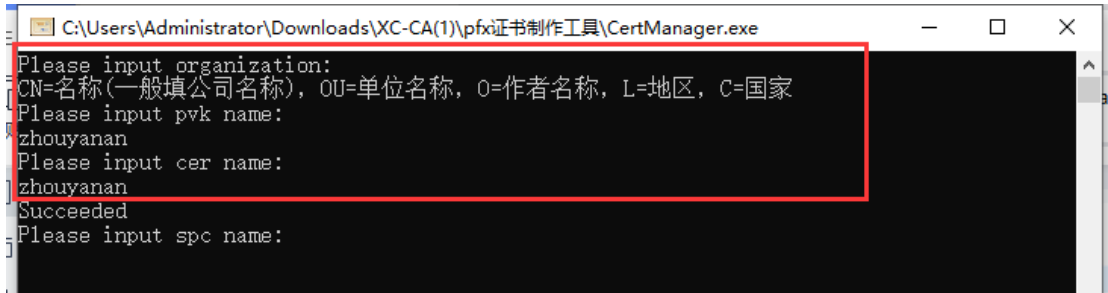 C:\Users\Administrator\Downloads\XC-CA(1)\pfx证书制作工具\CertManager.exe
Please input organization:
CN=名称(一般填公司名称), OU=单位名称, O=作者名称, L=地区, C=国家
Please input pvk name:
zhouyanan
Please input cer name:
zhouyanan
Succeeded
Please input spc name: